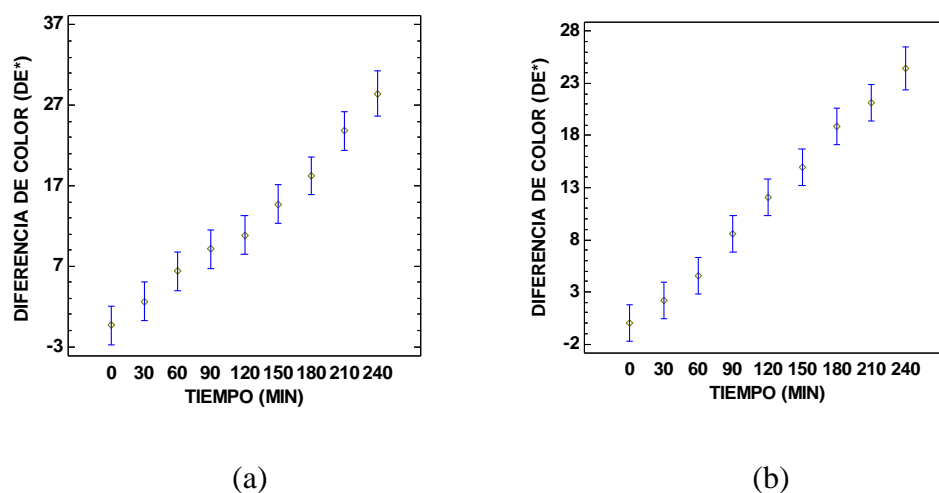 37
27
17
7
-3
DIFERENCIA DE COLOR (DE*)
0 30 60 90 120 150 180 210 240
TIEMPO (MIN)
(a)
28
23
18
13
8
3
-2
DIFERENCIA DE COLOR (DE*)
0 30 60 90 120 150 180 210 240
TIEMPO (MIN)
(b)